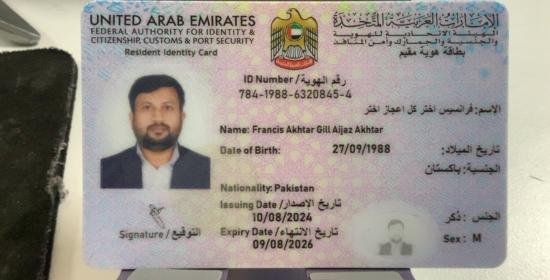 UNITED ARAB EMIRATES
FEDERAL AUTHORITY FOR IDENTITY &
CITIZENSHIP, CUSTOMS & PORT SECURITY
Resident Identity Card
الإمارات العربية المتحدة
الهيئة الاتحادية للهوية
والجنسية والجمارك وأمن المنافذ
بطاقة هوية مقيم
ID Number / رقم الهوية
784-1988-6320845-4
الإسم: فرانسيس اختر كل اعجاز اختر
Name: Francis Akhtar Gill Aijaz Akhtar
Date of Birth: 27/09/1988 تاريخ الميلاد:
الجنسية: باكستان
Nationality: Pakistan
Issuing Date / تاريخ الاصدار
10/08/2024
الجنس : ذكر
Expiry Date / تاريخ الانتهاء
09/08/2026
Sex: M
Signature / التوقيع